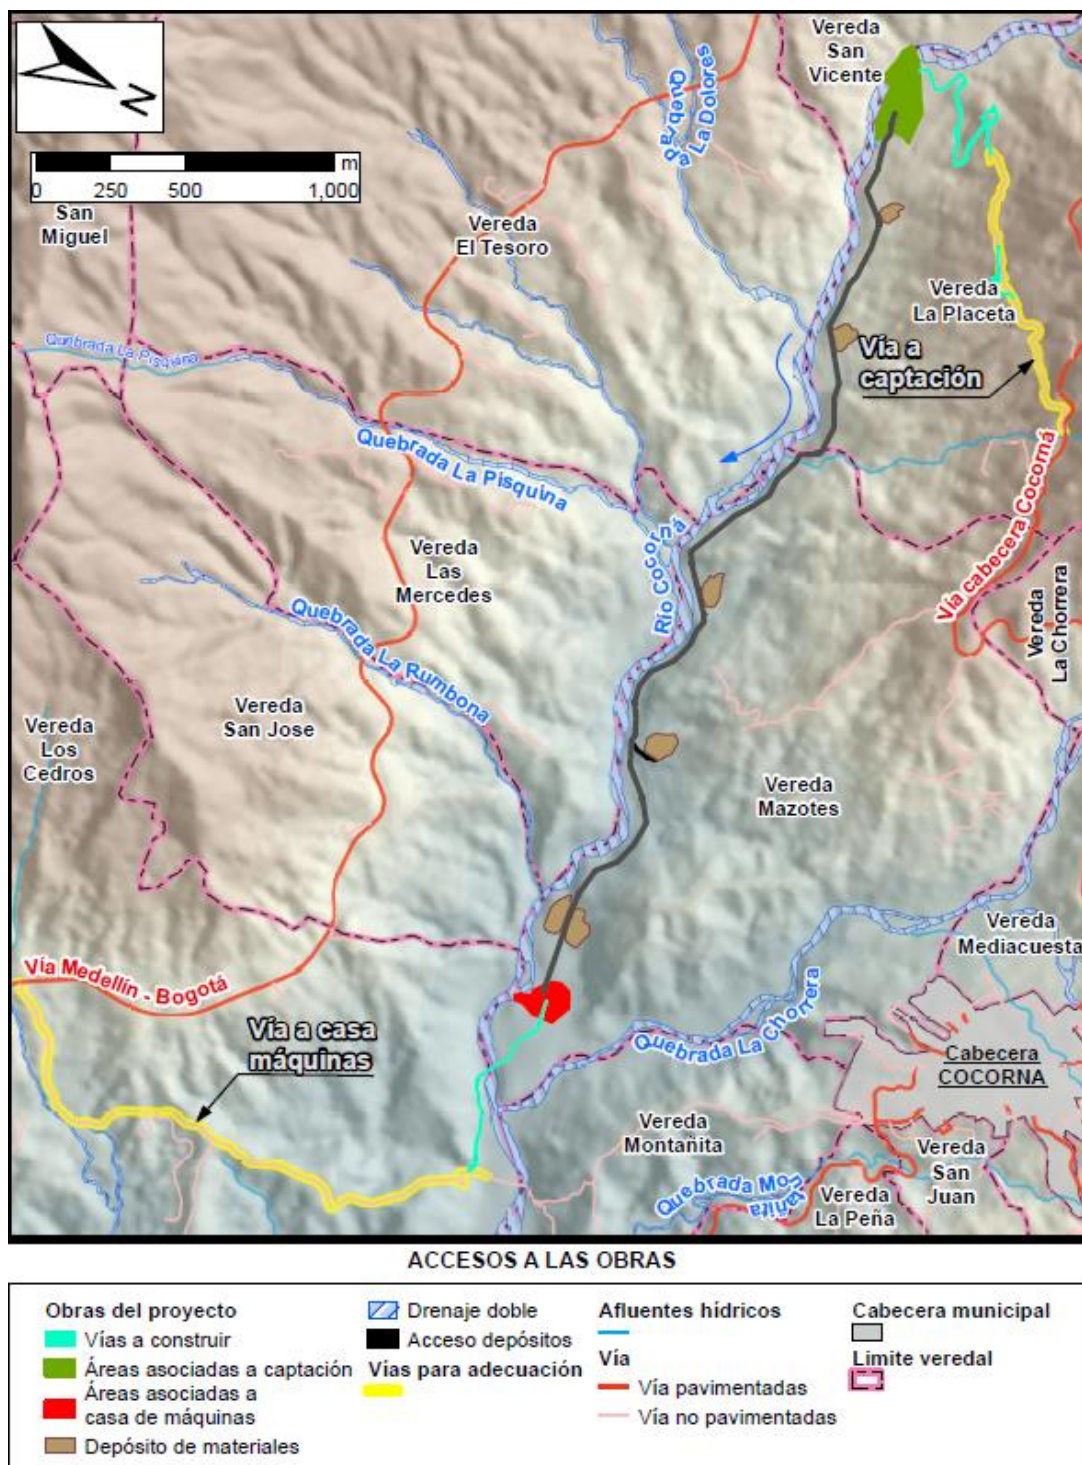 N
m
0 250 500 1,000
San
Miguel
Vereda
San
Vicente
Quebrada
La Dolores
Vereda
El Tesoro
Vereda
La Placeta
Vía a
captación
Quebrada La Pisquina
Quebrada La Pisquina
Vereda
Las
Mercedes
Río Cocorná
Vía cabecera Cocorná
Vereda
La Chorrera
Quebrada La Rumbona
Vereda
San Jose
Vereda
Los
Cedros
Vereda
Mazotes
Vereda
Mediacuesta
Vía Medellín - Bogotá
Vía a casa
máquinas
Quebrada La Chorrera
Cabecera
COCORNA
Vereda
Montañita
Vereda
San
Juan
Quebrada Montañita
Vereda
La Peña
ACCESOS A LAS OBRAS
Obras del proyecto
Vías a construir
Áreas asociadas a captación
Áreas asociadas a
casa de máquinas
Depósito de materiales
Drenaje doble
Acceso depósitos
Vías para adecuación
Afluentes hídricos
Vía
Vía pavimentadas
Vía no pavimentadas
Cabecera municipal
Limite veredal